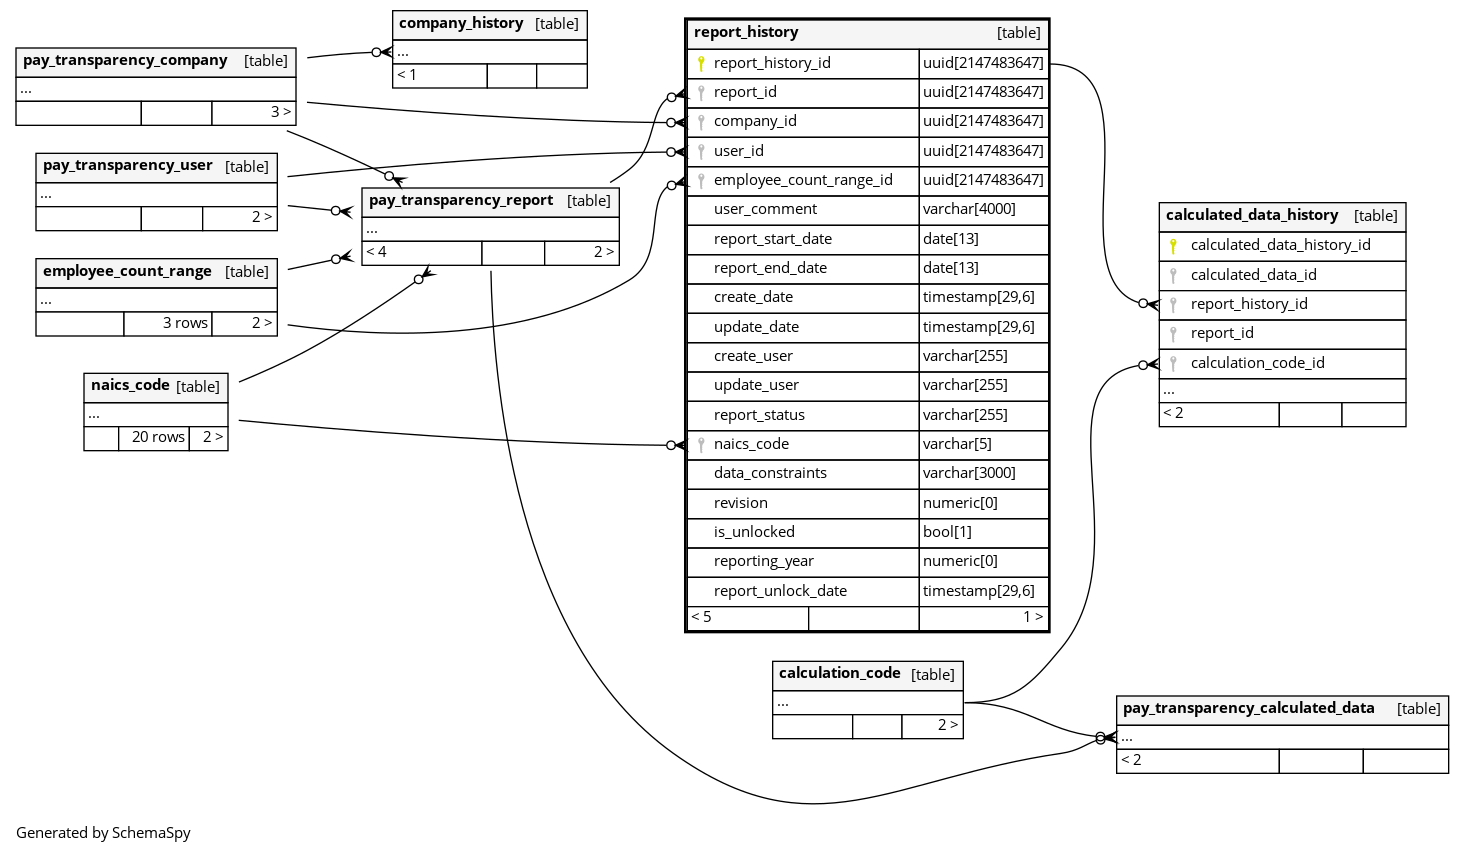 company_history [table]
...
< 1
pay_transparency_company [table]
...
3 >
pay_transparency_user [table]
...
2 >
employee_count_range [table]
...
3 rows 2 >
naics_code [table]
...
20 rows 2 >
pay_transparency_report [table]
...
< 4 2 >
report_history [table]
report_history_id uuid[2147483647]
report_id uuid[2147483647]
company_id uuid[2147483647]
user_id uuid[2147483647]
employee_count_range_id uuid[2147483647]
user_comment varchar[4000]
report_start_date date[13]
report_end_date date[13]
create_date timestamp[29,6]
update_date timestamp[29,6]
create_user varchar[255]
update_user varchar[255]
report_status varchar[255]
naics_code varchar[5]
data_constraints varchar[3000]
revision numeric[0]
is_unlocked bool[1]
reporting_year numeric[0]
report_unlock_date timestamp[29,6]
< 5 1 >
calculated_data_history [table]
calculated_data_history_id
calculated_data_id
report_history_id
report_id
calculation_code_id
...
< 2
calculation_code [table]
...
2 >
pay_transparency_calculated_data [table]
...
< 2
Generated by SchemaSpy